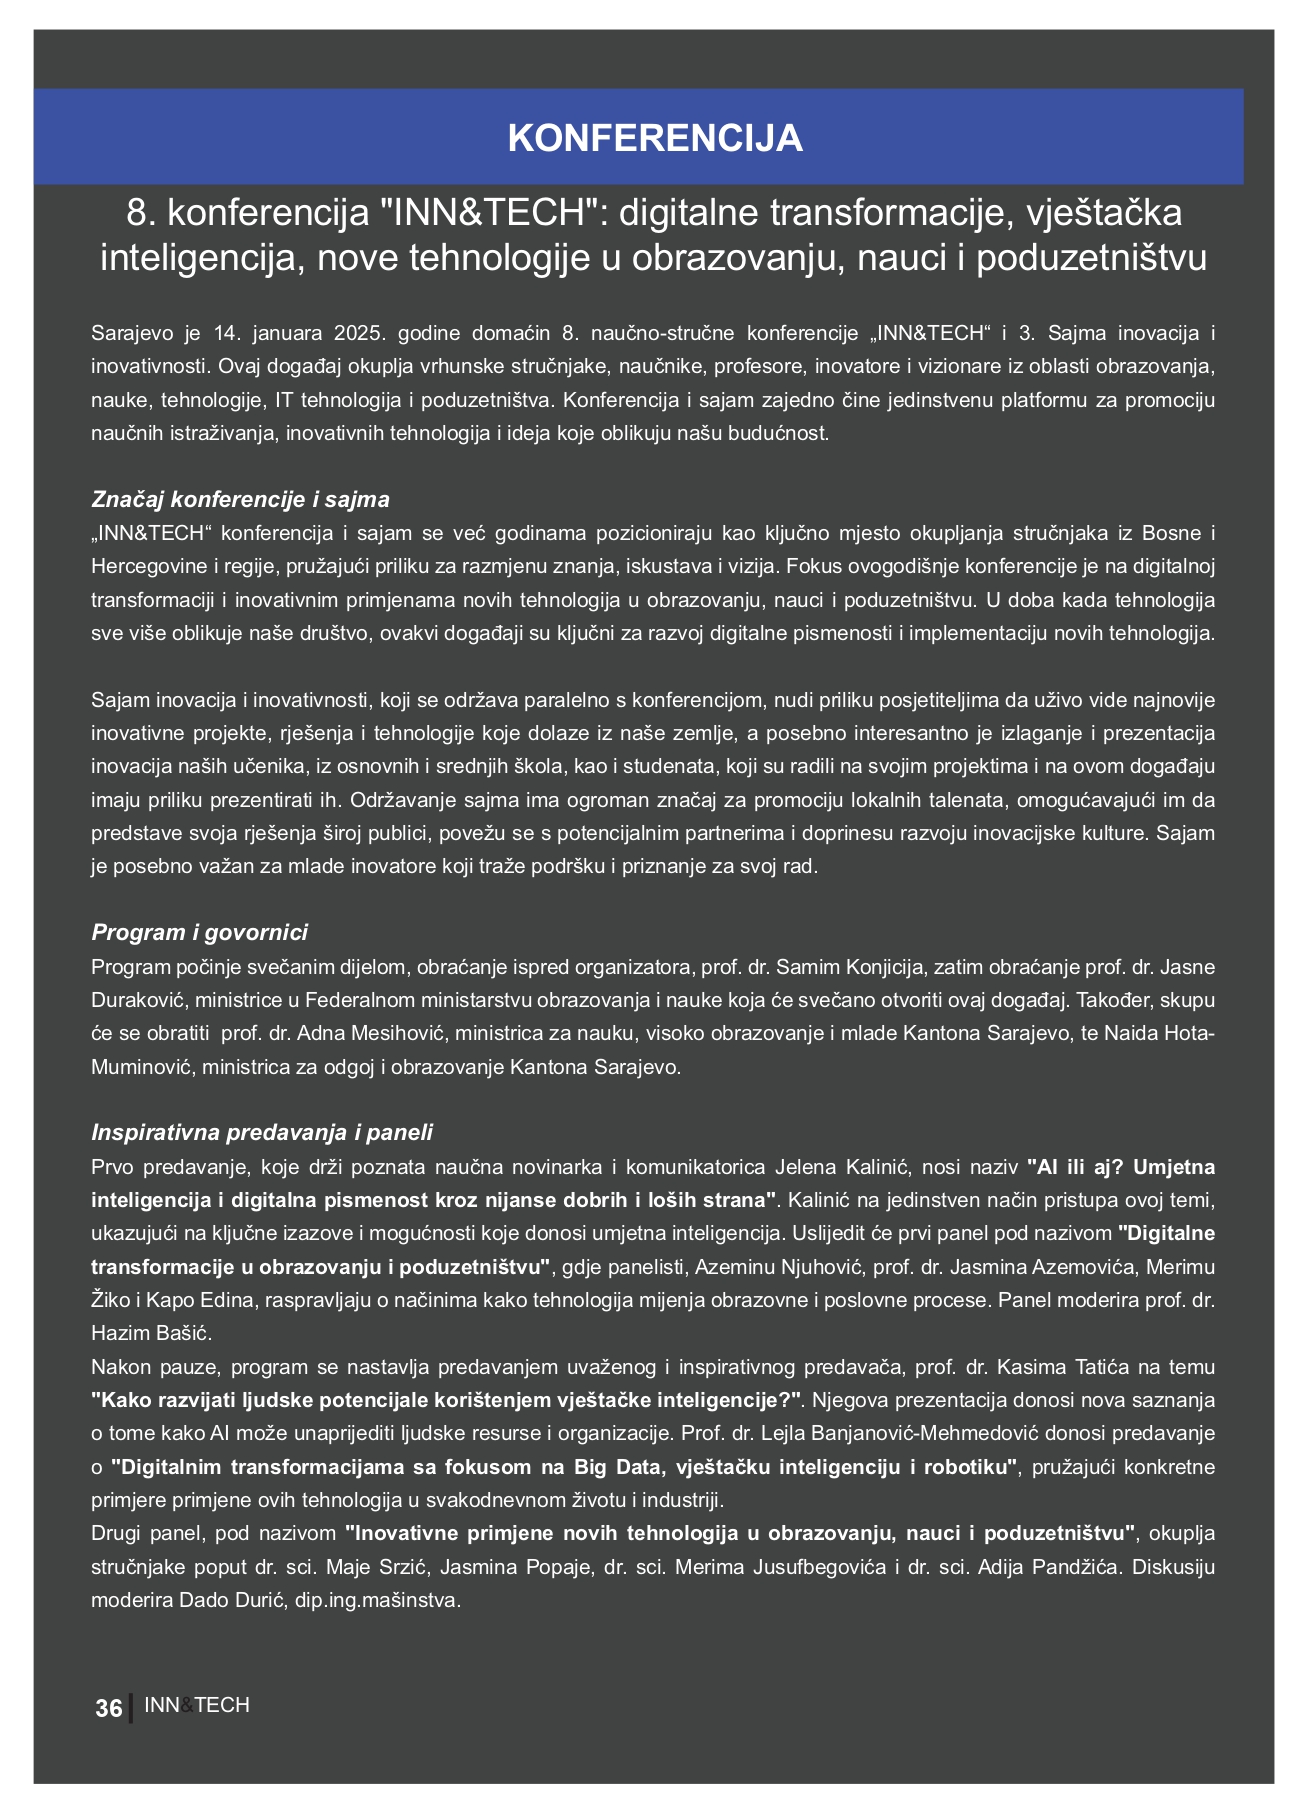 KONFERENCIJA
8. konferencija "INN&TECH": digitalne transformacije, vještačka
inteligencija, nove tehnologije u obrazovanju, nauci i poduzetništvu
Sarajevo je 14. januara 2025. godine domaćin 8. naučno-stručne konferencije „INN&TECH“ i 3. Sajma inovacija i
inovativnosti. Ovaj događaj okuplja vrhunske stručnjake, naučnike, profesore, inovatore i vizionare iz oblasti obrazovanja,
nauke, tehnologije, IT tehnologija i poduzetništva. Konferencija i sajam zajedno čine jedinstvenu platformu za promociju
naučnih istraživanja, inovativnih tehnologija i ideja koje oblikuju našu budućnost.
Značaj konferencije i sajma
„INN&TECH“ konferencija i sajam se već godinama pozicioniraju kao ključno mjesto okupljanja stručnjaka iz Bosne i
Hercegovine i regije, pružajući priliku za razmjenu znanja, iskustava i vizija. Fokus ovogodišnje konferencije je na digitalnoj
transformaciji i inovativnim primjenama novih tehnologija u obrazovanju, nauci i poduzetništvu. U doba kada tehnologija
sve više oblikuje naše društvo, ovakvi događaji su ključni za razvoj digitalne pismenosti i implementaciju novih tehnologija.
Sajam inovacija i inovativnosti, koji se održava paralelno s konferencijom, nudi priliku posjetiteljima da uživo vide najnovije
inovativne projekte, rješenja i tehnologije koje dolaze iz naše zemlje, a posebno interesantno je izlaganje i prezentacija
inovacija naših učenika, iz osnovnih i srednjih škola, kao i studenata, koji su radili na svojim projektima i na ovom događaju
imaju priliku prezentirati ih. Održavanje sajma ima ogroman značaj za promociju lokalnih talenata, omogućavajući im da
predstave svoja rješenja široj publici, povežu se s potencijalnim partnerima i doprinesu razvoju inovacijske kulture. Sajam
je posebno važan za mlade inovatore koji traže podršku i priznanje za svoj rad.
Program i govornici
Program počinje svečanim dijelom, obraćanje ispred organizatora, prof. dr. Samim Konjicija, zatim obraćanje prof. dr. Jasne
Duraković, ministrice u Federalnom ministarstvu obrazovanja i nauke koja će svečano otvoriti ovaj događaj. Također, skupu
će se obratiti  prof. dr. Adna Mesihović, ministrica za nauku, visoko obrazovanje i mlade Kantona Sarajevo, te Naida Hota-
Muminović, ministrica za odgoj i obrazovanje Kantona Sarajevo.
Inspirativna predavanja i paneli
Prvo predavanje, koje drži poznata naučna novinarka i komunikatorica Jelena Kalinić, nosi naziv "AI ili aj? Umjetna
inteligencija i digitalna pismenost kroz nijanse dobrih i loših strana". Kalinić na jedinstven način pristupa ovoj temi,
ukazujući na ključne izazove i mogućnosti koje donosi umjetna inteligencija. Uslijedit će prvi panel pod nazivom "Digitalne
transformacije u obrazovanju i poduzetništvu", gdje panelisti, Azeminu Njuhović, prof. dr. Jasmina Azemovića, Merimu
Žiko i Kapo Edina, raspravljaju o načinima kako tehnologija mijenja obrazovne i poslovne procese. Panel moderira prof. dr.
Hazim Bašić.
Nakon pauze, program se nastavlja predavanjem uvaženog i inspirativnog predavača, prof. dr. Kasima Tatića na temu
"Kako razvijati ljudske potencijale korištenjem vještačke inteligencije?". Njegova prezentacija donosi nova saznanja
o tome kako AI može unaprijediti ljudske resurse i organizacije. Prof. dr. Lejla Banjanović-Mehmedović donosi predavanje
o "Digitalnim transformacijama sa fokusom na Big Data, vještačku inteligenciju i robotiku", pružajući konkretne
primjere primjene ovih tehnologija u svakodnevnom životu i industriji.
Drugi panel, pod nazivom "Inovativne primjene novih tehnologija u obrazovanju, nauci i poduzetništvu", okuplja
stručnjake poput dr. sci. Maje Srzić, Jasmina Popaje, dr. sci. Merima Jusufbegovića i dr. sci. Adija Pandžića. Diskusiju
moderira Dado Durić, dip.ing.mašinstva.
36 INN&TECH